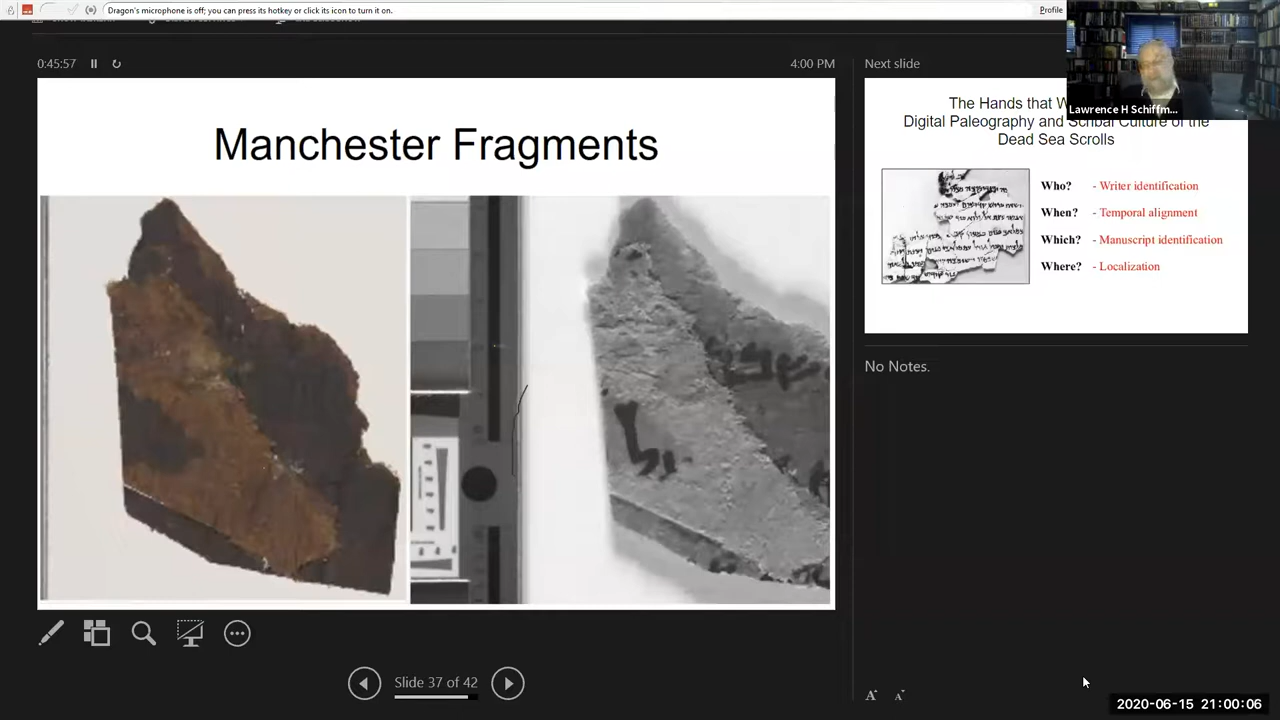 Dragon's microphone is off; you can press its hotkey or click its icon to turn it on.
Profile
0:45:57
4:00 PM
Next slide
Lawrence H Schiffm...
Manchester Fragments
The Hands that
Digital Paleography and Scribal Culture of the
Dead Sea Scrolls
Who? - Writer identification
When? - Temporal alignment
Which? - Manuscript identification
Where? - Localization
No Notes.
Slide 37 of 42
2020-06-15 21:00:06